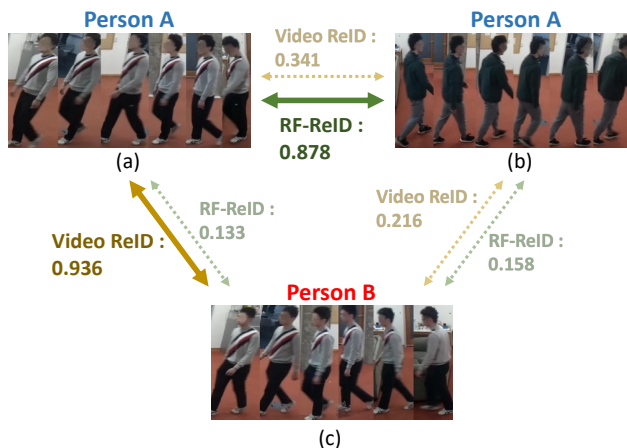 Person A
Person A
Video ReID :
0.341
RF-ReID :
0.878
(a)
(b)
RF-ReID :
0.133
Video ReID :
0.216
Video ReID :
0.936
RF-ReID :
0.158
Person B
(c)